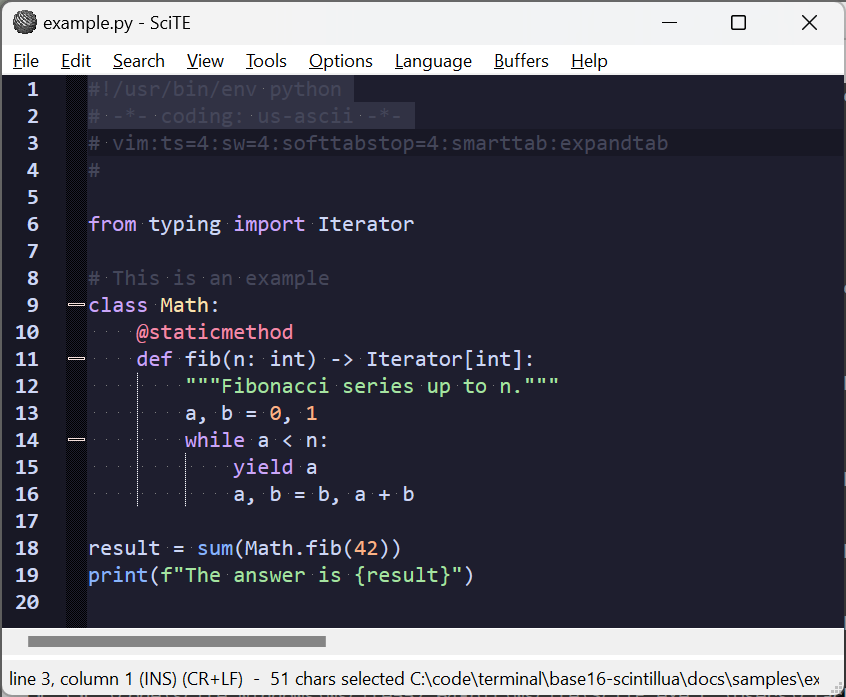 example.py - SciTE
File Edit Search View Tools Options Language Buffers Help
1 #!/usr/bin/env python
2 # -*- coding: us-ascii -*-
3 # vim:ts=4:sw=4:softtabstop=4:smarttab:expandtab
4 #
5
6 from typing import Iterator
7
8 # This is an example
9 class Math:
10     @staticmethod
11     def fib(n: int) -> Iterator[int]:
12         """Fibonacci series up to n."""
13         a, b = 0, 1
14         while a < n:
15             yield a
16             a, b = b, a + b
17
18 result = sum(Math.fib(42))
19 print(f"The answer is {result}")
20
line 3, column 1 (INS) (CR+LF) - 51 chars selected C:\code\terminal\base16-scintillua\docs\samples\ex